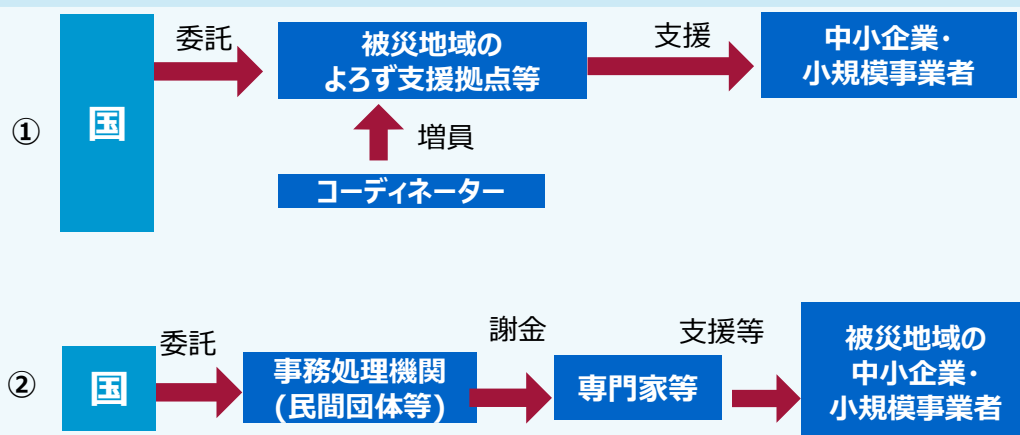 ①
国
委託
被災地域の
よろず支援拠点等
支援
中小企業・
小規模事業者
増員
コーディネーター
②
国
委託
事務処理機関
(民間団体等)
謝金
専門家等
支援等
被災地域の
中小企業・
小規模事業者